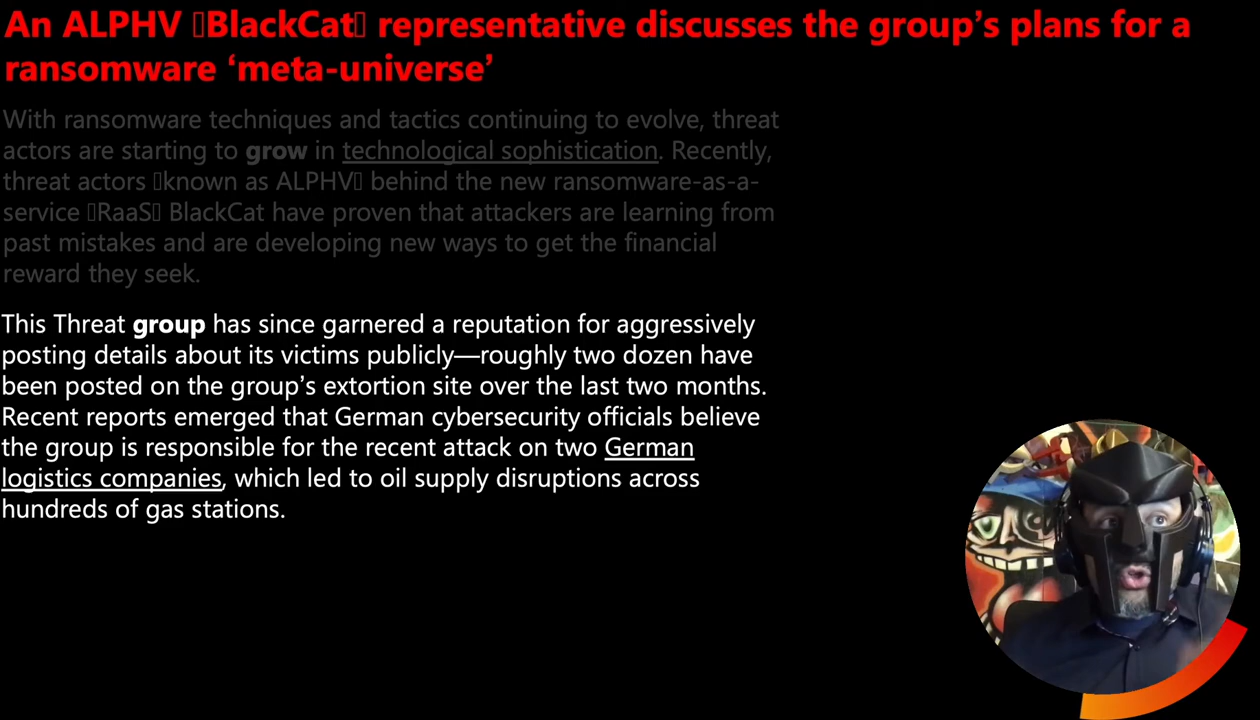 An ALPHV ▯BlackCat▯ representative discusses the group’s plans for a
ransomware ‘meta-universe’
With ransomware techniques and tactics continuing to evolve, threat
actors are starting to grow in technological sophistication. Recently,
threat actors ▯known as ALPHV▯ behind the new ransomware-as-a-
service ▯RaaS▯ BlackCat have proven that attackers are learning from
past mistakes and are developing new ways to get the financial
reward they seek.
This Threat group has since garnered a reputation for aggressively
posting details about its victims publicly—roughly two dozen have
been posted on the group’s extortion site over the last two months.
Recent reports emerged that German cybersecurity officials believe
the group is responsible for the recent attack on two German
logistics companies, which led to oil supply disruptions across
hundreds of gas stations.